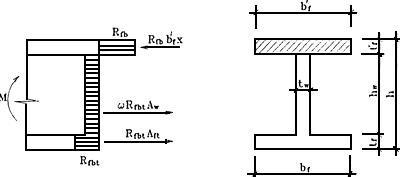 R_fb
R_fb b'_f x
M
ωR_fbt A_w
R_fbt A_ft
R_fbt
b'_f
t'_f
t_w
h_w
h
t_f
b_f